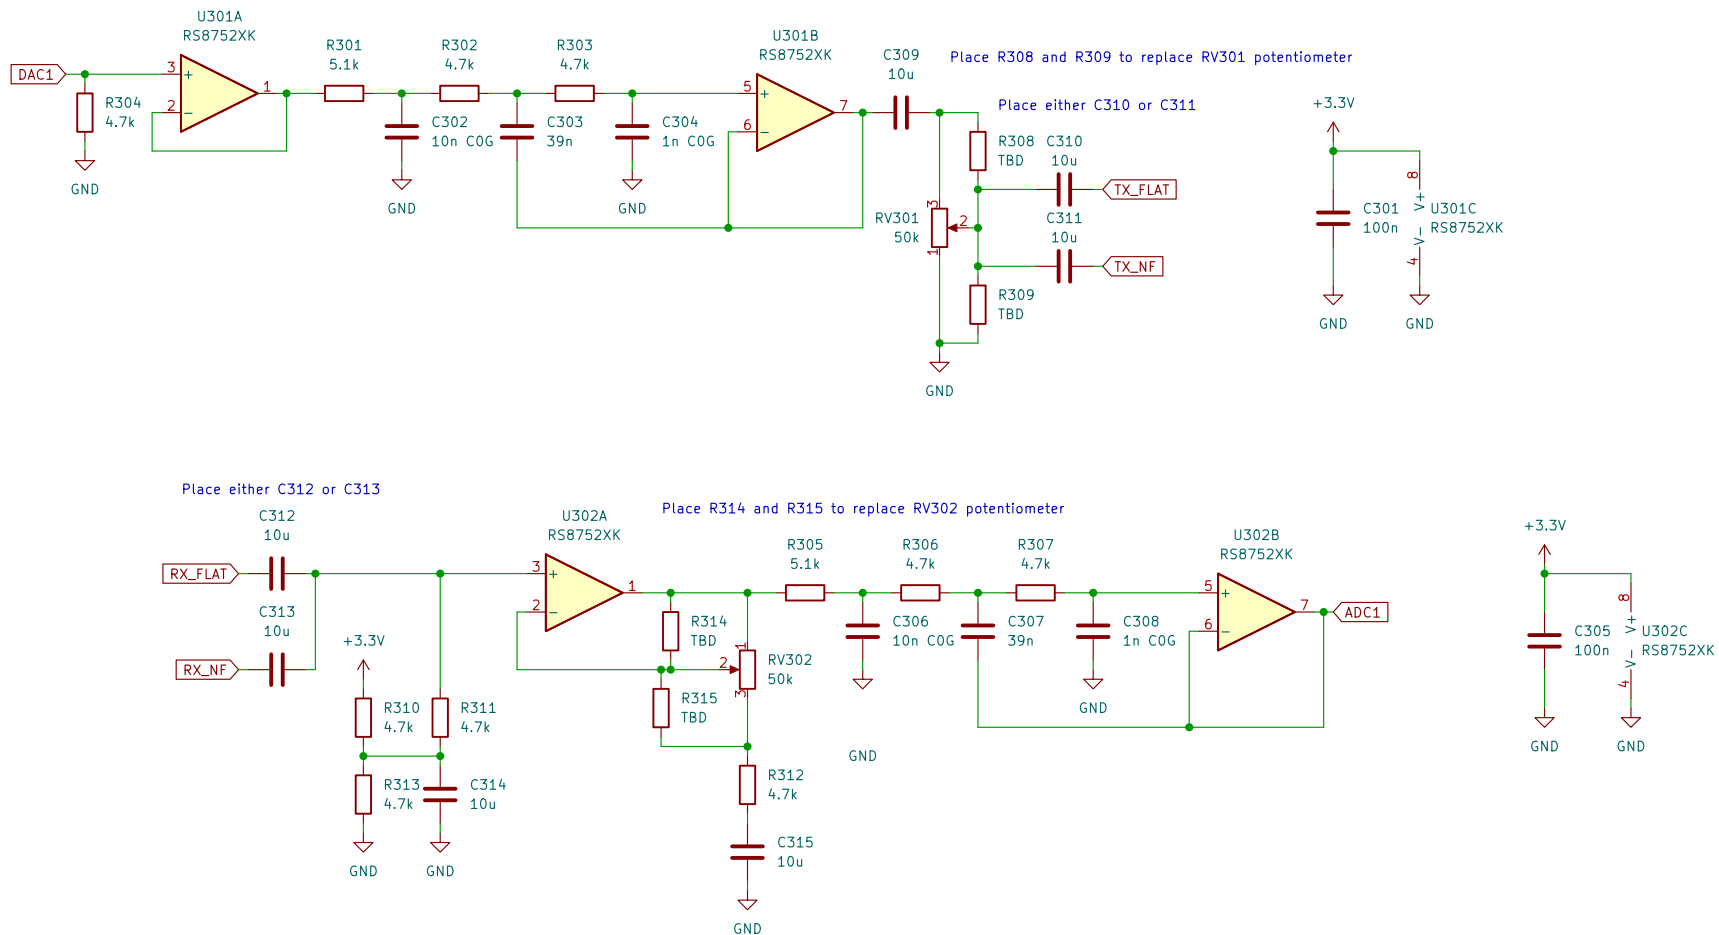 U301A
RS8752XK
DAC1
3
+
2
−
1
R304
4.7k
GND
R301
5.1k
R302
4.7k
R303
4.7k
C302
10n C0G
GND
C303
39n
C304
1n C0G
GND
U301B
RS8752XK
5
+
6
−
7
C309
10u
Place R308 and R309 to replace RV301 potentiometer
Place either C310 or C311
R308
TBD
C310
10u
TX_FLAT
C311
10u
TX_NF
RV301
50k
3
2
1
R309
TBD
GND
+3.3V
C301
100n
GND
8
V+
V−
4
U301C
RS8752XK
GND
Place either C312 or C313
C312
10u
RX_FLAT
C313
10u
RX_NF
+3.3V
R310
4.7k
R311
4.7k
R313
4.7k
C314
10u
GND
GND
U302A
RS8752XK
3
+
2
−
1
Place R314 and R315 to replace RV302 potentiometer
R314
TBD
R315
TBD
1
2
3
RV302
50k
R312
4.7k
C315
10u
GND
R305
5.1k
R306
4.7k
R307
4.7k
C306
10n C0G
GND
C307
39n
C308
1n C0G
GND
U302B
RS8752XK
5
+
6
−
7
ADC1
+3.3V
C305
100n
GND
8
V+
V−
4
U302C
RS8752XK
GND